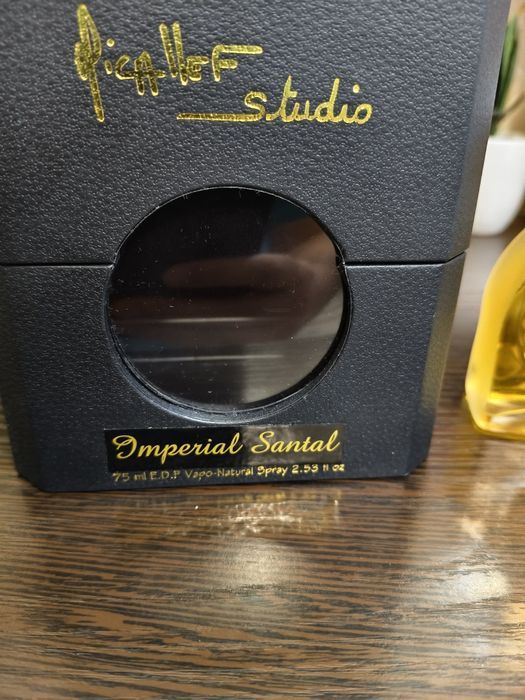 Micallef
studio
Imperial Santal
75 ml E.D.P Vapo-Natural Spray 2.53 fl oz